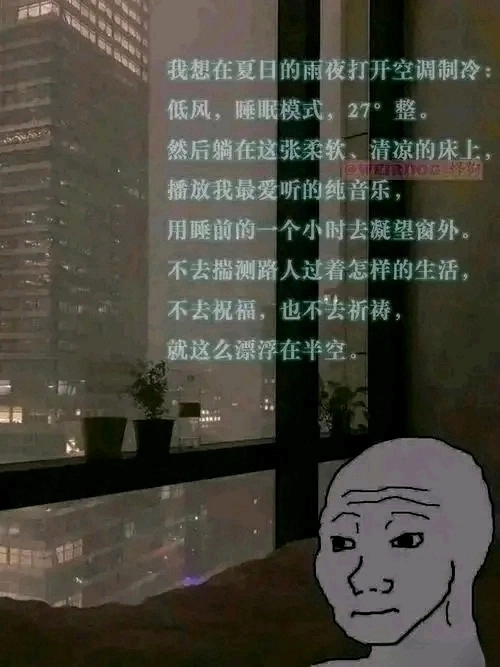 我想在夏日的雨夜打开空调制冷：
低风，睡眠模式，27°整。
然后躺在这张柔软、清凉的床上，
播放我最爱听的纯音乐，
用睡前的一个小时去凝望窗外。
不去揣测路人过着怎样的生活，
不去祝福，也不去祈祷，
就这么漂浮在半空。